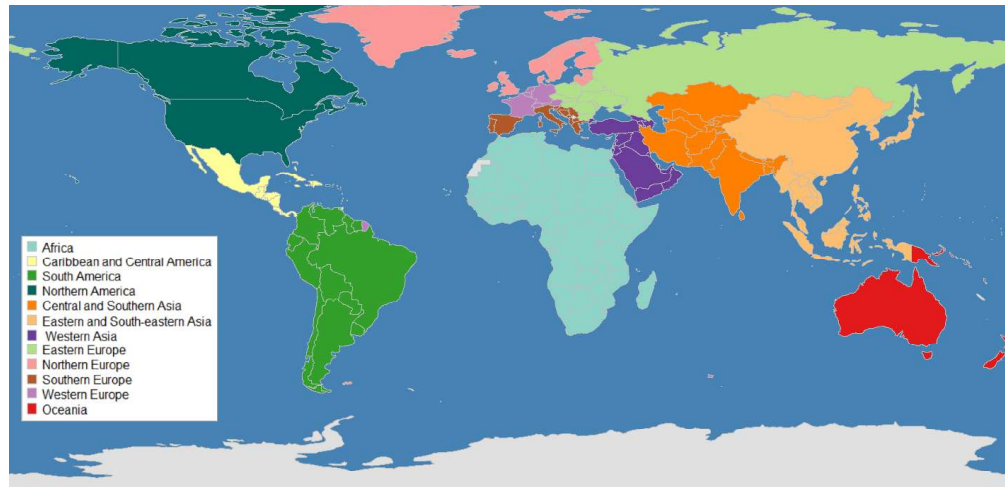 Africa
Caribbean and Central America
South America
Northern America
Central and Southern Asia
Eastern and South-eastern Asia
Western Asia
Eastern Europe
Northern Europe
Southern Europe
Western Europe
Oceania